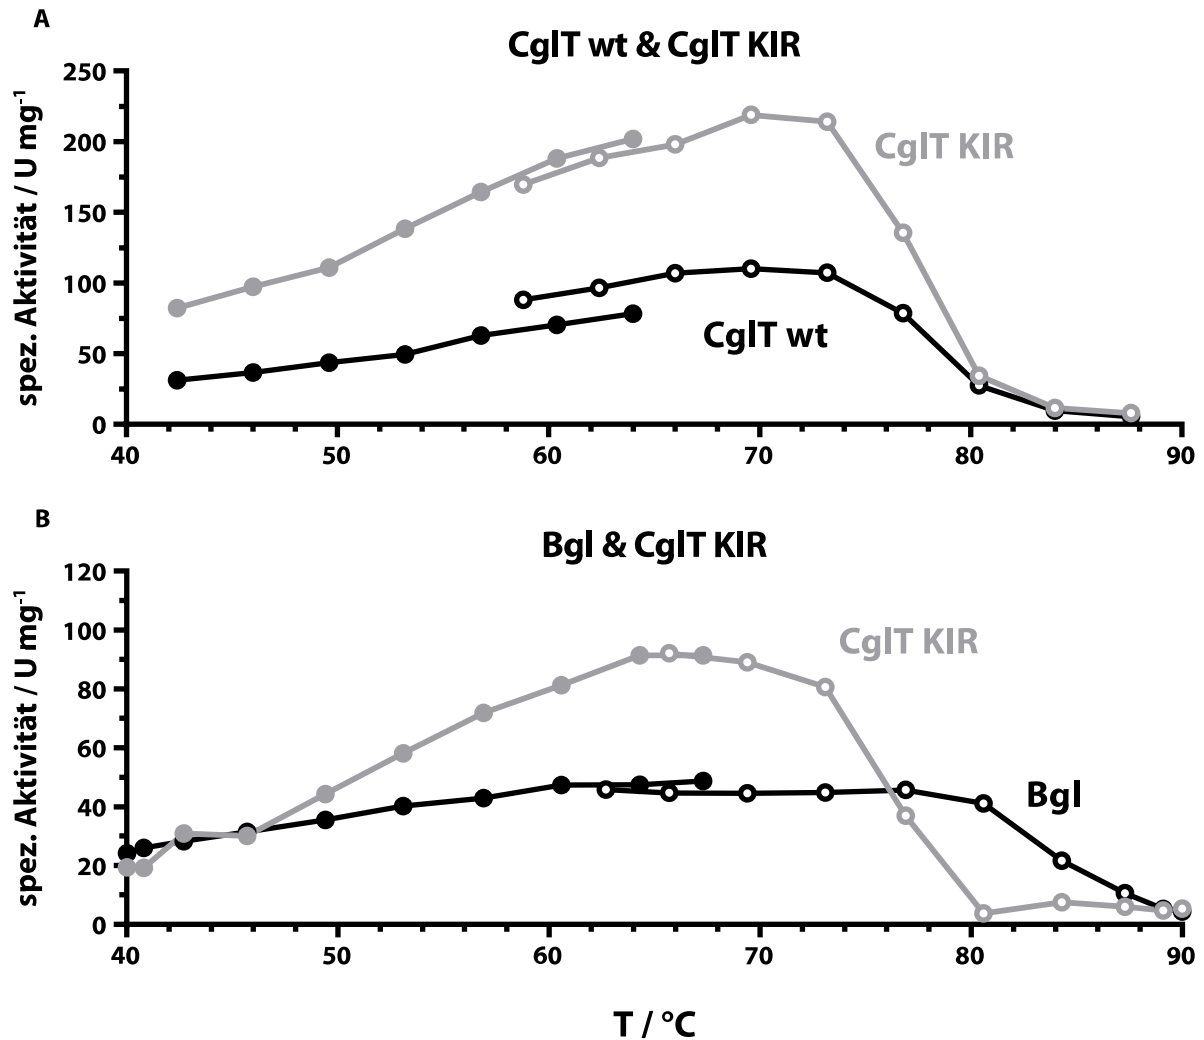 A
CglT wt & CglT KIR
spez. Aktivität / U mg⁻¹
250
200
150
100
50
0
CglT KIR
CglT wt
40 50 60 70 80 90
B
Bgl & CglT KIR
spez. Aktivität / U mg⁻¹
120
100
80
60
40
20
0
CglT KIR
Bgl
40 50 60 70 80 90
T / °C